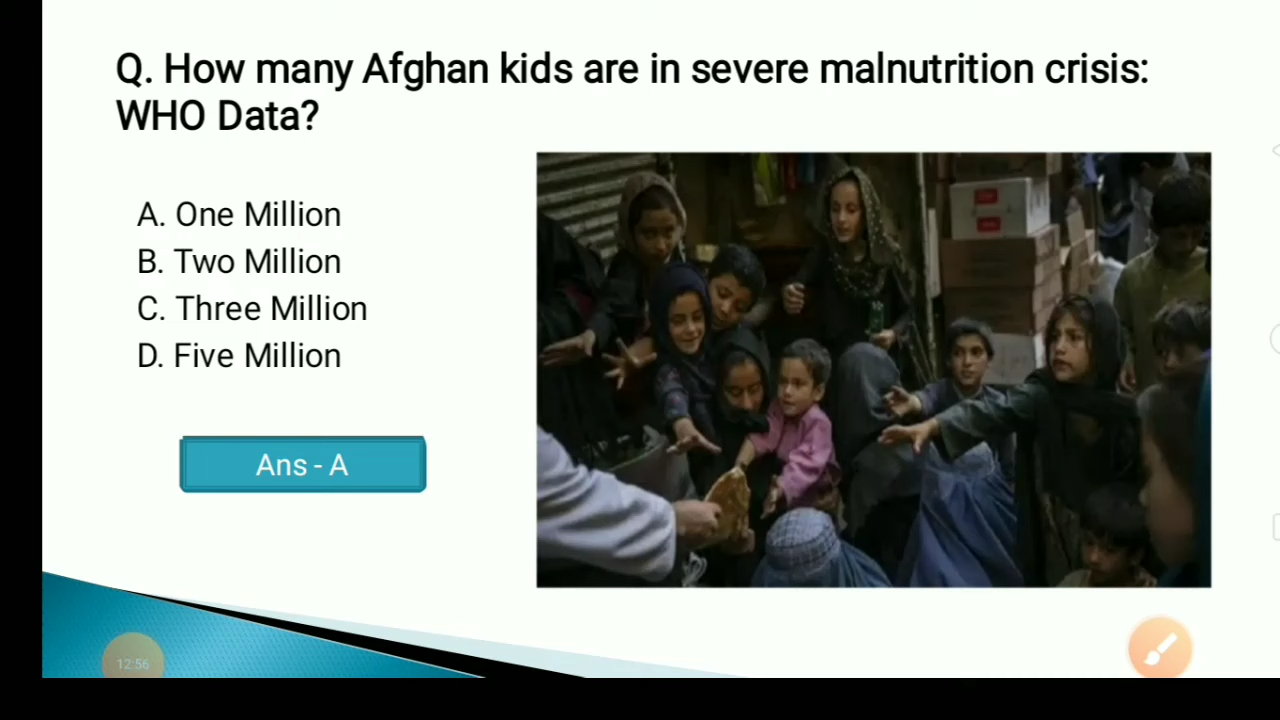 Q. How many Afghan kids are in severe malnutrition crisis:
WHO Data?
A. One Million
B. Two Million
C. Three Million
D. Five Million
Ans - A
12:56